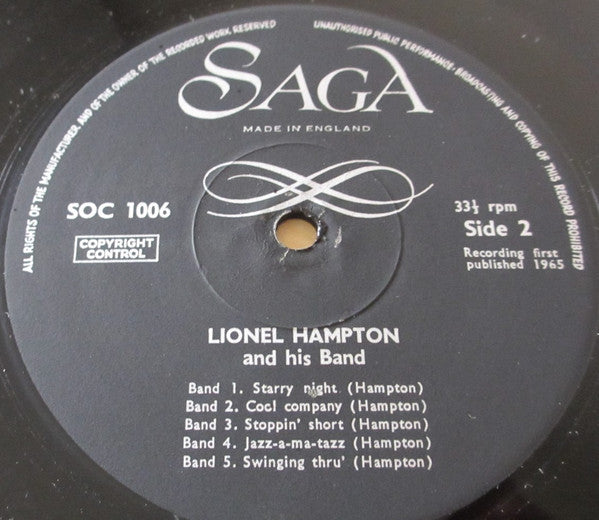 ALL RIGHTS OF THE MANUFACTURER AND OF THE OWNER OF THE RECORDED WORK RESERVED
UNAUTHORISED PUBLIC PERFORMANCE · BROADCASTING AND COPYING OF THIS RECORD PROHIBITED
SAGA
MADE IN ENGLAND
SOC 1006
33⅓ rpm
Side 2
COPYRIGHT
CONTROL
Recording first
published 1965
LIONEL HAMPTON
and his Band
Band 1. Starry night (Hampton)
Band 2. Cocl company (Hampton)
Band 3. Stoppin' short (Hampton)
Band 4. Jazz-a-ma-tazz (Hampton)
Band 5. Swinging thru' (Hampton)